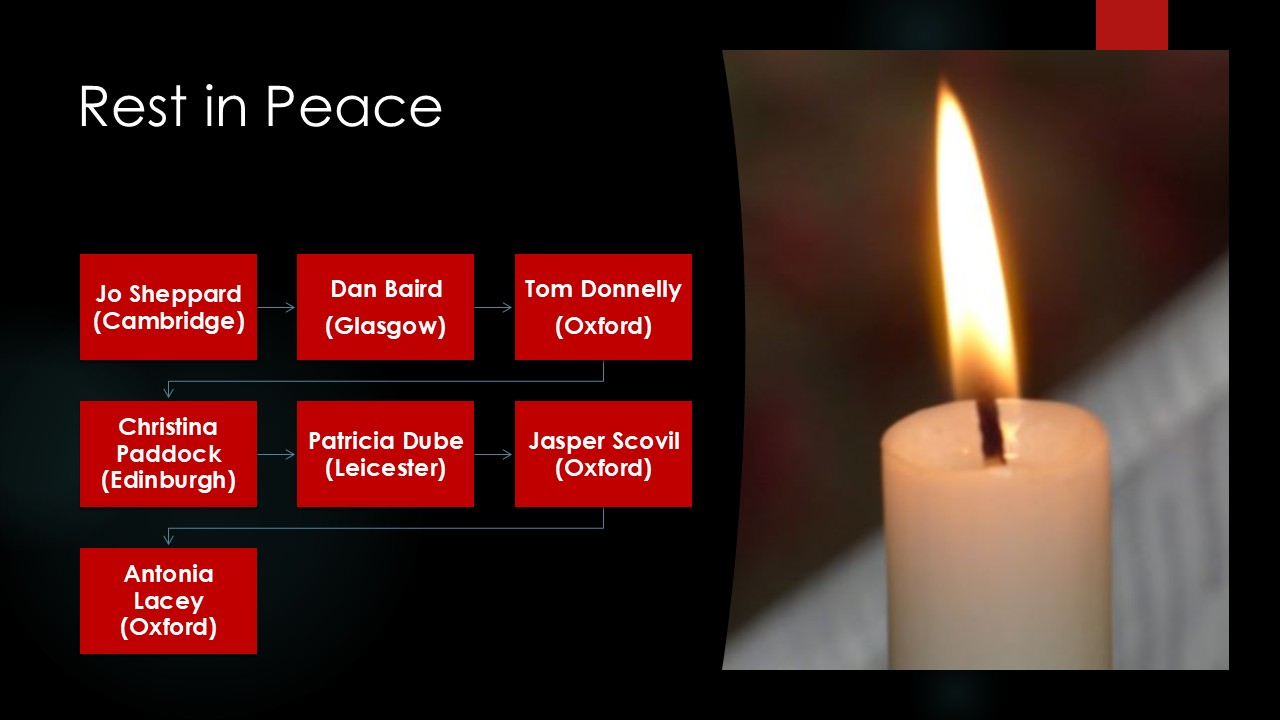 Rest in Peace
Jo Sheppard
(Cambridge)
Dan Baird
(Glasgow)
Tom Donnelly
(Oxford)
Christina
Paddock
(Edinburgh)
Patricia Dube
(Leicester)
Jasper Scovil
(Oxford)
Antonia
Lacey
(Oxford)